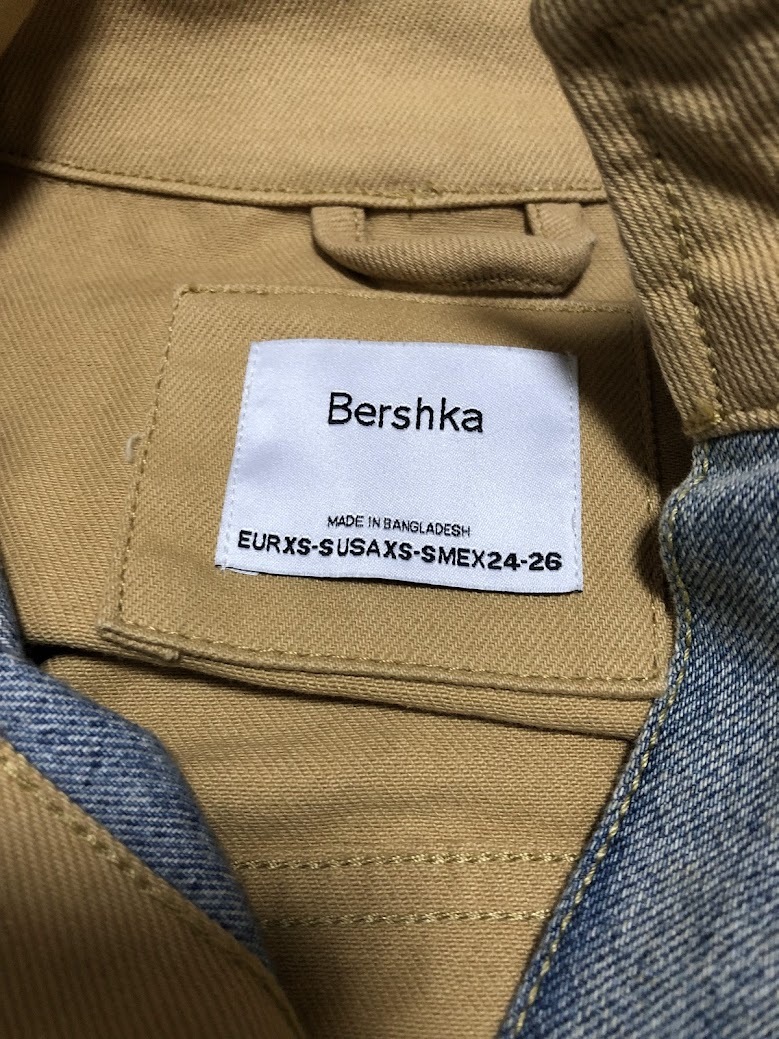 Bershka
MADE IN BANGLADESH
EURXS-SUSAXS-SMEX24-26